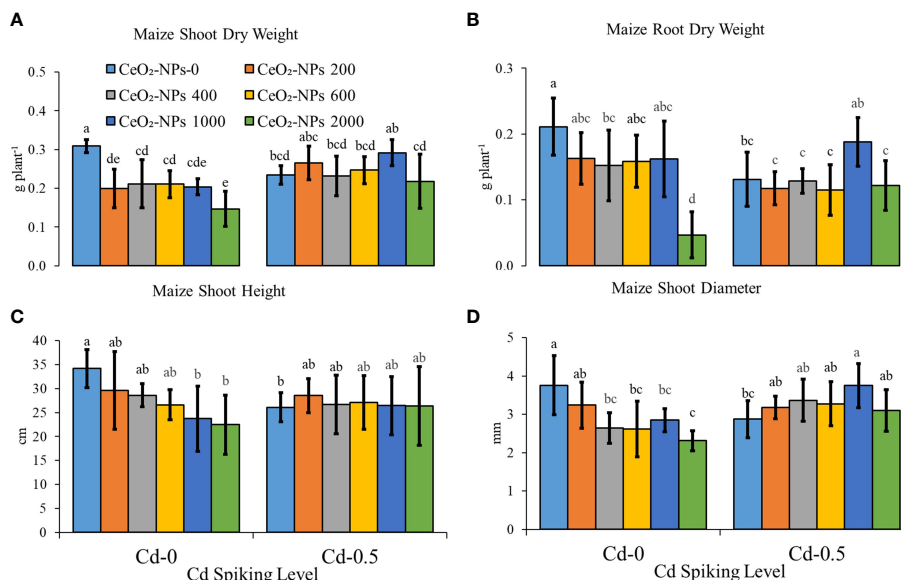 A
Maize Shoot Dry Weight
0.5
0.4
0.3
0.2
0.1
0.0
g plant⁻¹
CeO₂-NPs-0
CeO₂-NPs 200
CeO₂-NPs 400
CeO₂-NPs 600
CeO₂-NPs 1000
CeO₂-NPs 2000
a
de
cd
cd
cde
e
bcd
abc
bcd
bcd
ab
cd
B
Maize Root Dry Weight
0.3
0.2
0.1
0.0
g plant⁻¹
a
abc
bc
abc
abc
d
bc
c
c
c
ab
c
C
Maize Shoot Height
40
35
30
25
20
15
10
5
0
cm
a
ab
ab
ab
b
b
b
ab
ab
ab
ab
ab
Cd-0
Cd-0.5
Cd Spiking Level
D
Maize Shoot Diameter
5
4
3
2
1
0
mm
a
ab
bc
bc
bc
c
bc
ab
ab
ab
a
ab
Cd-0
Cd-0.5
Cd Spiking Level